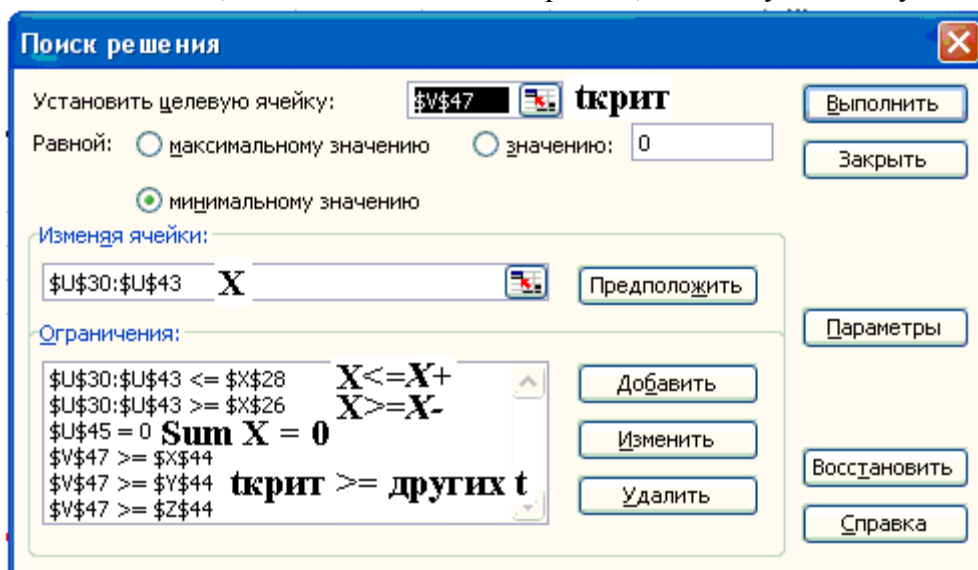 Поиск решения
Установить целевую ячейку: $V$47 tкрит
Выполнить
Равной: максимальному значению значению: 0
Закрыть
минимальному значению
Изменяя ячейки:
$U$30:$U$43 X
Предположить
Параметры
Ограничения:
$U$30:$U$43 <= $X$28 X<=X+
Добавить
$U$30:$U$43 >= $X$26 X>=X-
$U$45 = 0 Sum X = 0
Изменить
$V$47 >= $X$44
Восстановить
$V$47 >= $Y$44 tкрит >= других t
Удалить
$V$47 >= $Z$44
Справка